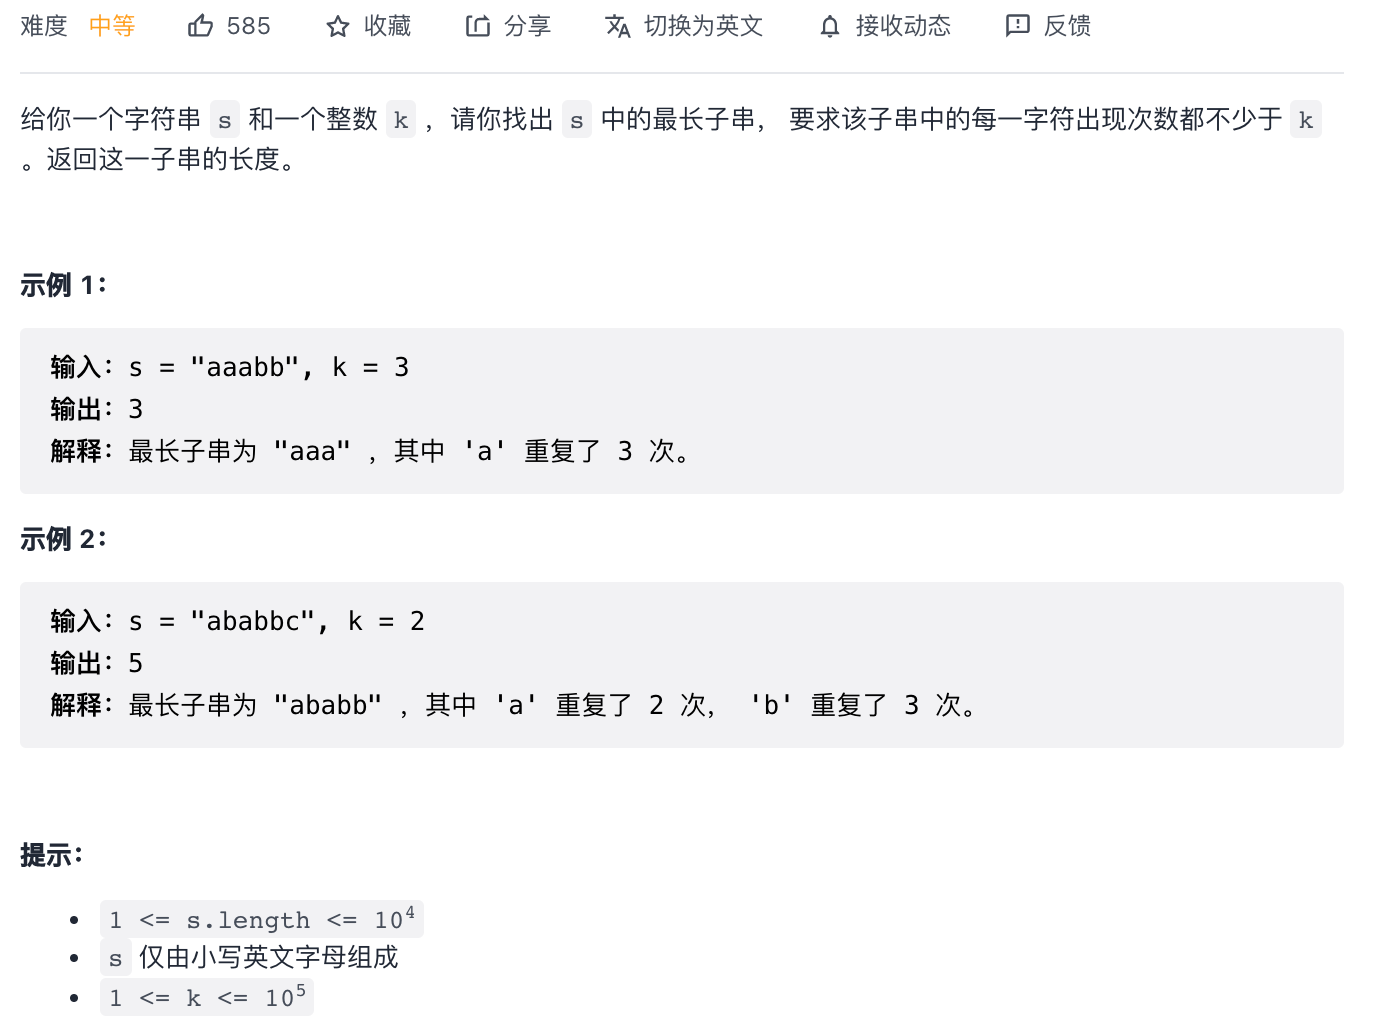 难度 中等 585 收藏 分享 切换为英文 接收动态 反馈
给你一个字符串 s 和一个整数 k ，请你找出 s 中的最长子串， 要求该子串中的每一字符出现次数都不少于 k
。返回这一子串的长度。
示例 1：
输入：s = "aaabb", k = 3
输出：3
解释：最长子串为 "aaa" ，其中 'a' 重复了 3 次。
示例 2：
输入：s = "ababbc", k = 2
输出：5
解释：最长子串为 "ababb" ，其中 'a' 重复了 2 次， 'b' 重复了 3 次。
提示：
1 <= s.length <= 10⁴
s 仅由小写英文字母组成
1 <= k <= 10⁵